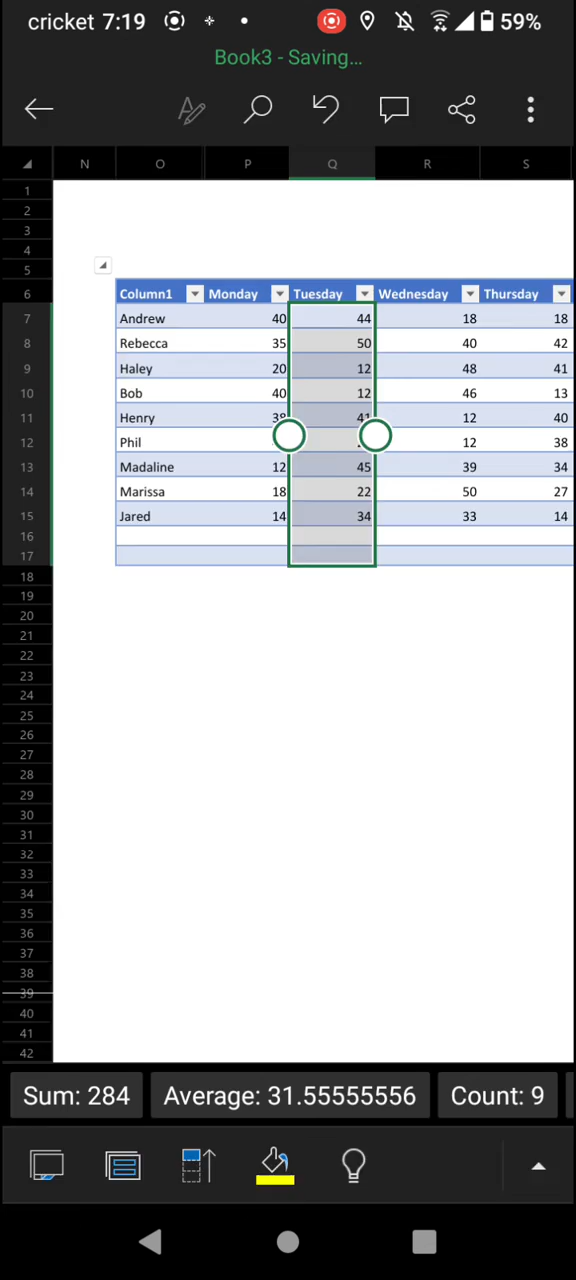 cricket 7:19 59%
Book3 - Saving...
N O P Q R S
1
2
3
4
5
6 Column1 Monday Tuesday Wednesday Thursday
7 Andrew 40 44 18 18
8 Rebecca 35 50 40 42
9 Haley 20 12 48 41
10 Bob 40 12 46 13
11 Henry 38 41 12 40
12 Phil 12 38
13 Madaline 12 45 39 34
14 Marissa 18 22 50 27
15 Jared 14 34 33 14
16
17
18
19
20
21
22
23
24
25
26
27
28
29
30
31
32
33
34
35
36
37
38
39
40
41
42
Sum: 284 Average: 31.55555556 Count: 9